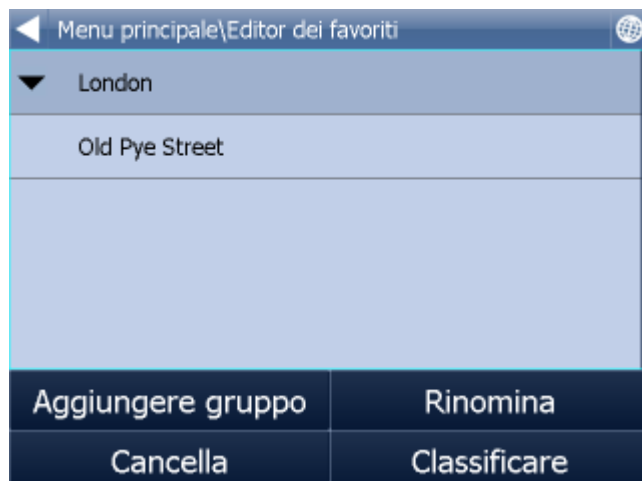 Menu principale\Editor dei favoriti
London
Old Pye Street
Aggiungere gruppo
Rinomina
Cancella
Classificare